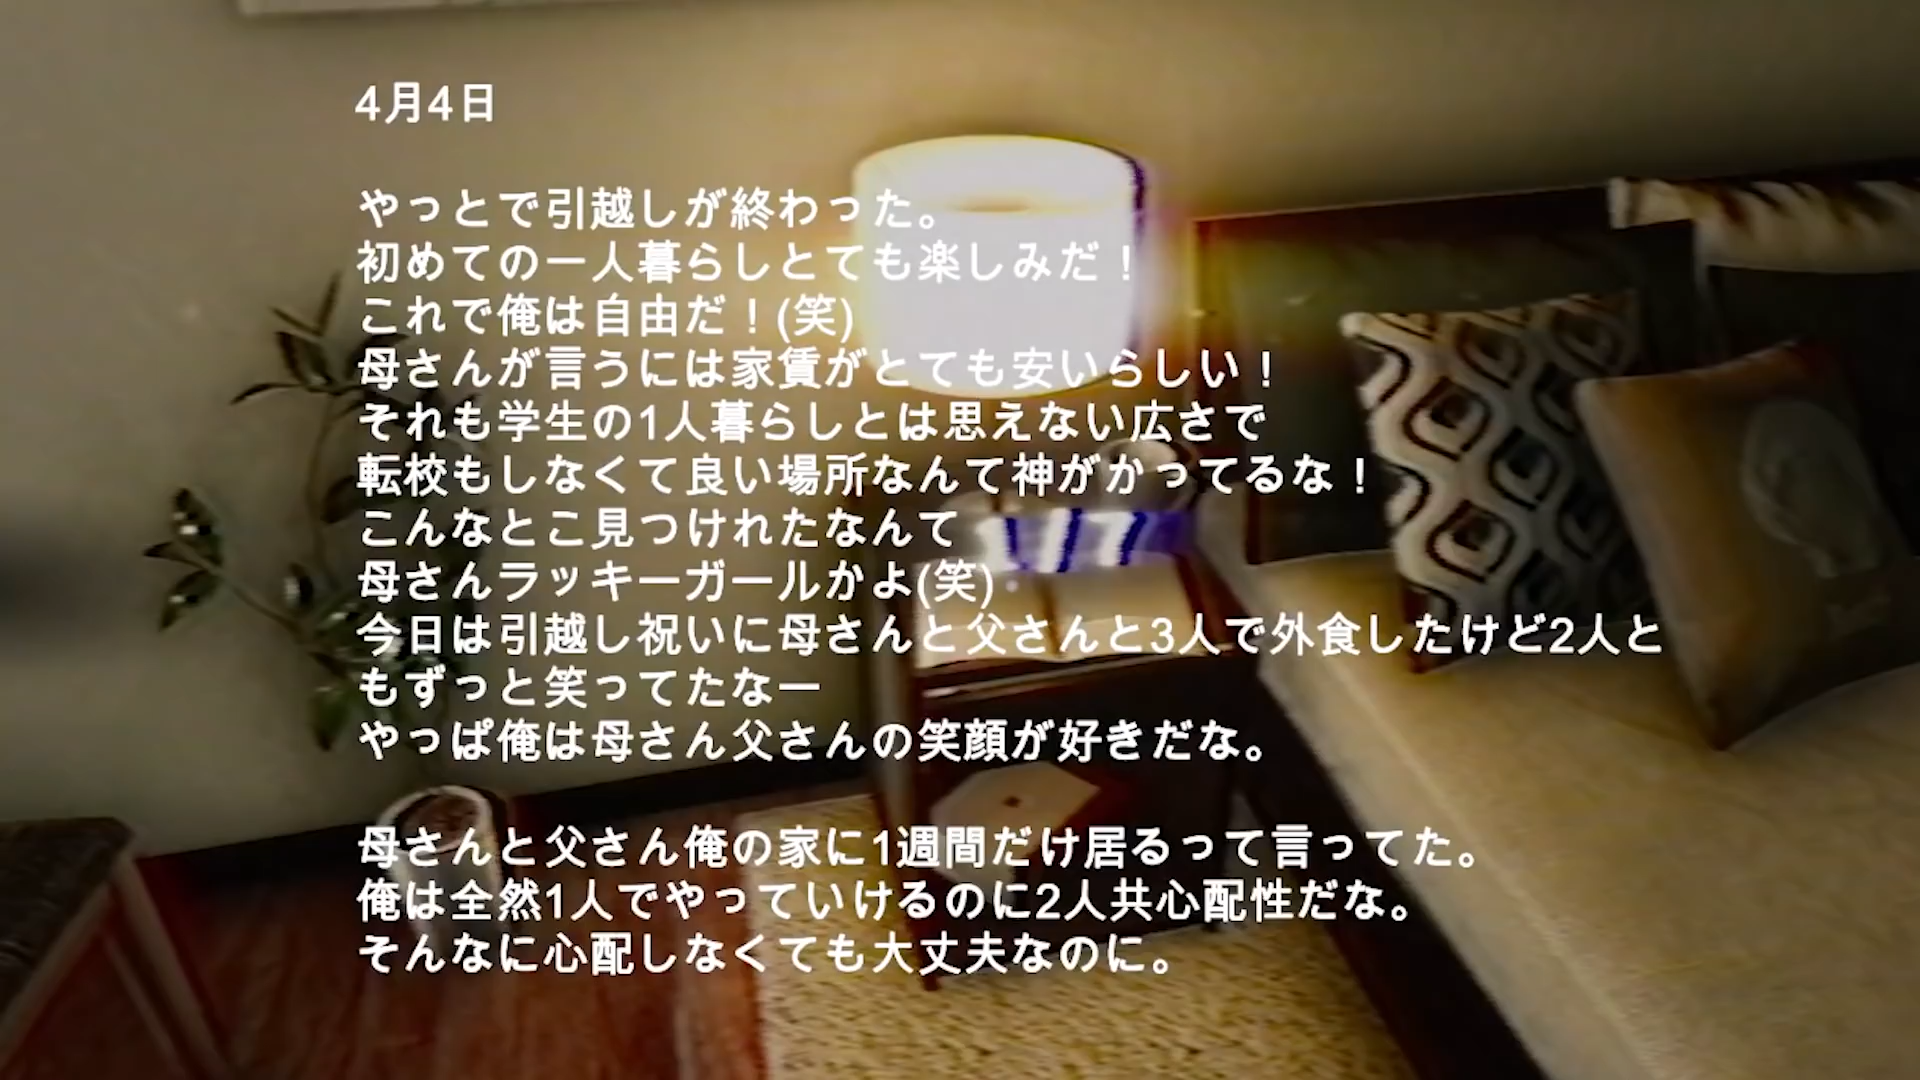 4月4日
やっとで引越しが終わった。
初めての一人暮らしとても楽しみだ！
これで俺は自由だ！(笑)
母さんが言うには家賃がとても安いらしい！
それも学生の1人暮らしとは思えない広さで
転校もしなくて良い場所なんて神がかってるな！
こんなとこ見つけれたなんて
1/7
母さんラッキーガールかよ(笑)
今日は引越し祝いに母さんと父さんと3人で外食したけど2人と
もずっと笑ってたなー
やっぱ俺は母さん父さんの笑顔が好きだな。
母さんと父さん俺の家に1週間だけ居るって言ってた。
俺は全然1人でやっていけるのに2人共心配性だな。
そんなに心配しなくても大丈夫なのに。